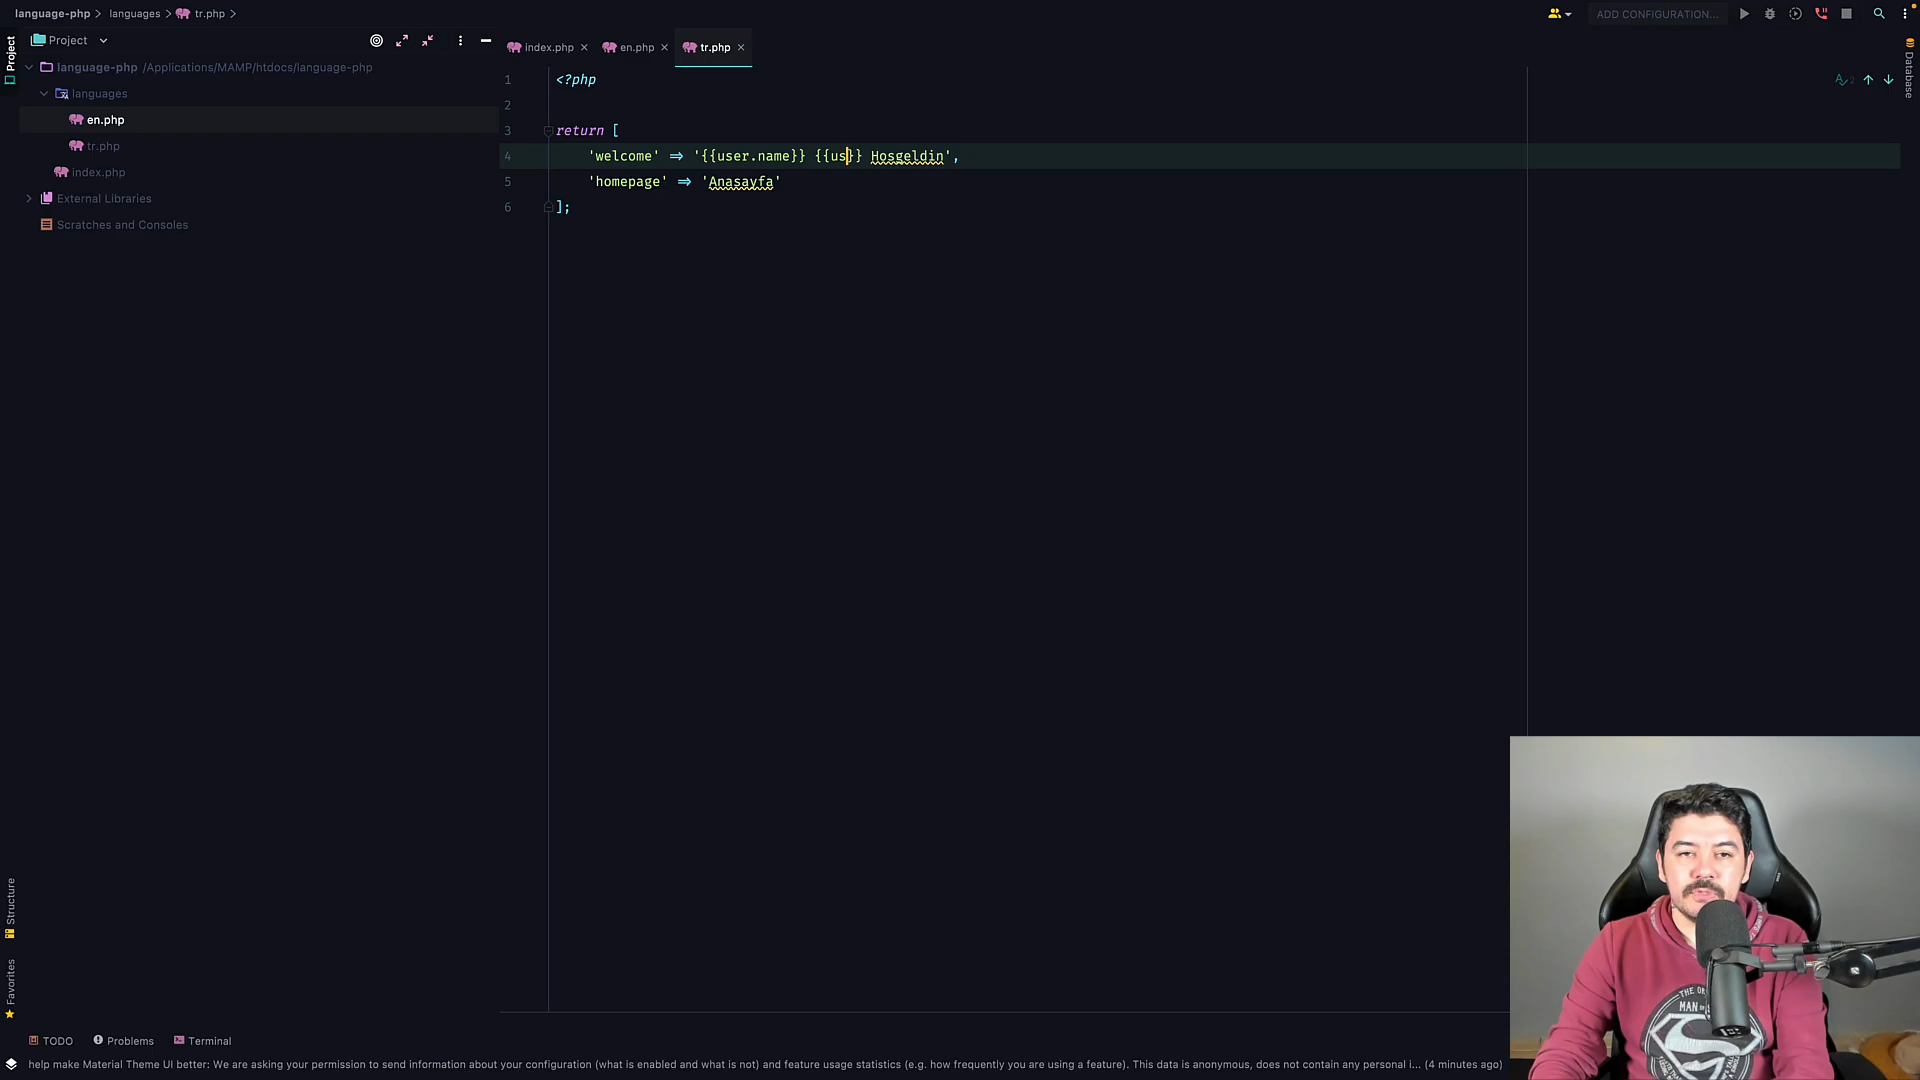 language-php > languages > tr.php >
ADD CONFIGURATION...
Project
Project
index.php
en.php
tr.php
Database
language-php /Applications/MAMP/htdocs/language-php
languages
en.php
tr.php
index.php
External Libraries
Scratches and Consoles
1 <?php
2
3 return [
4 'welcome' => '{{user.name}} {{us}} Hosgeldin',
5 'homepage' => 'Anasayfa'
6 ];
2
Structure
Favorites
THE
MAN
TODO
Problems
Terminal
help make Material Theme UI better: We are asking your permission to send information about your configuration (what is enabled and what is not) and feature usage statistics (e.g. how frequently you are using a feature). This data is anonymous, does not contain any personal i... (4 minutes ago)